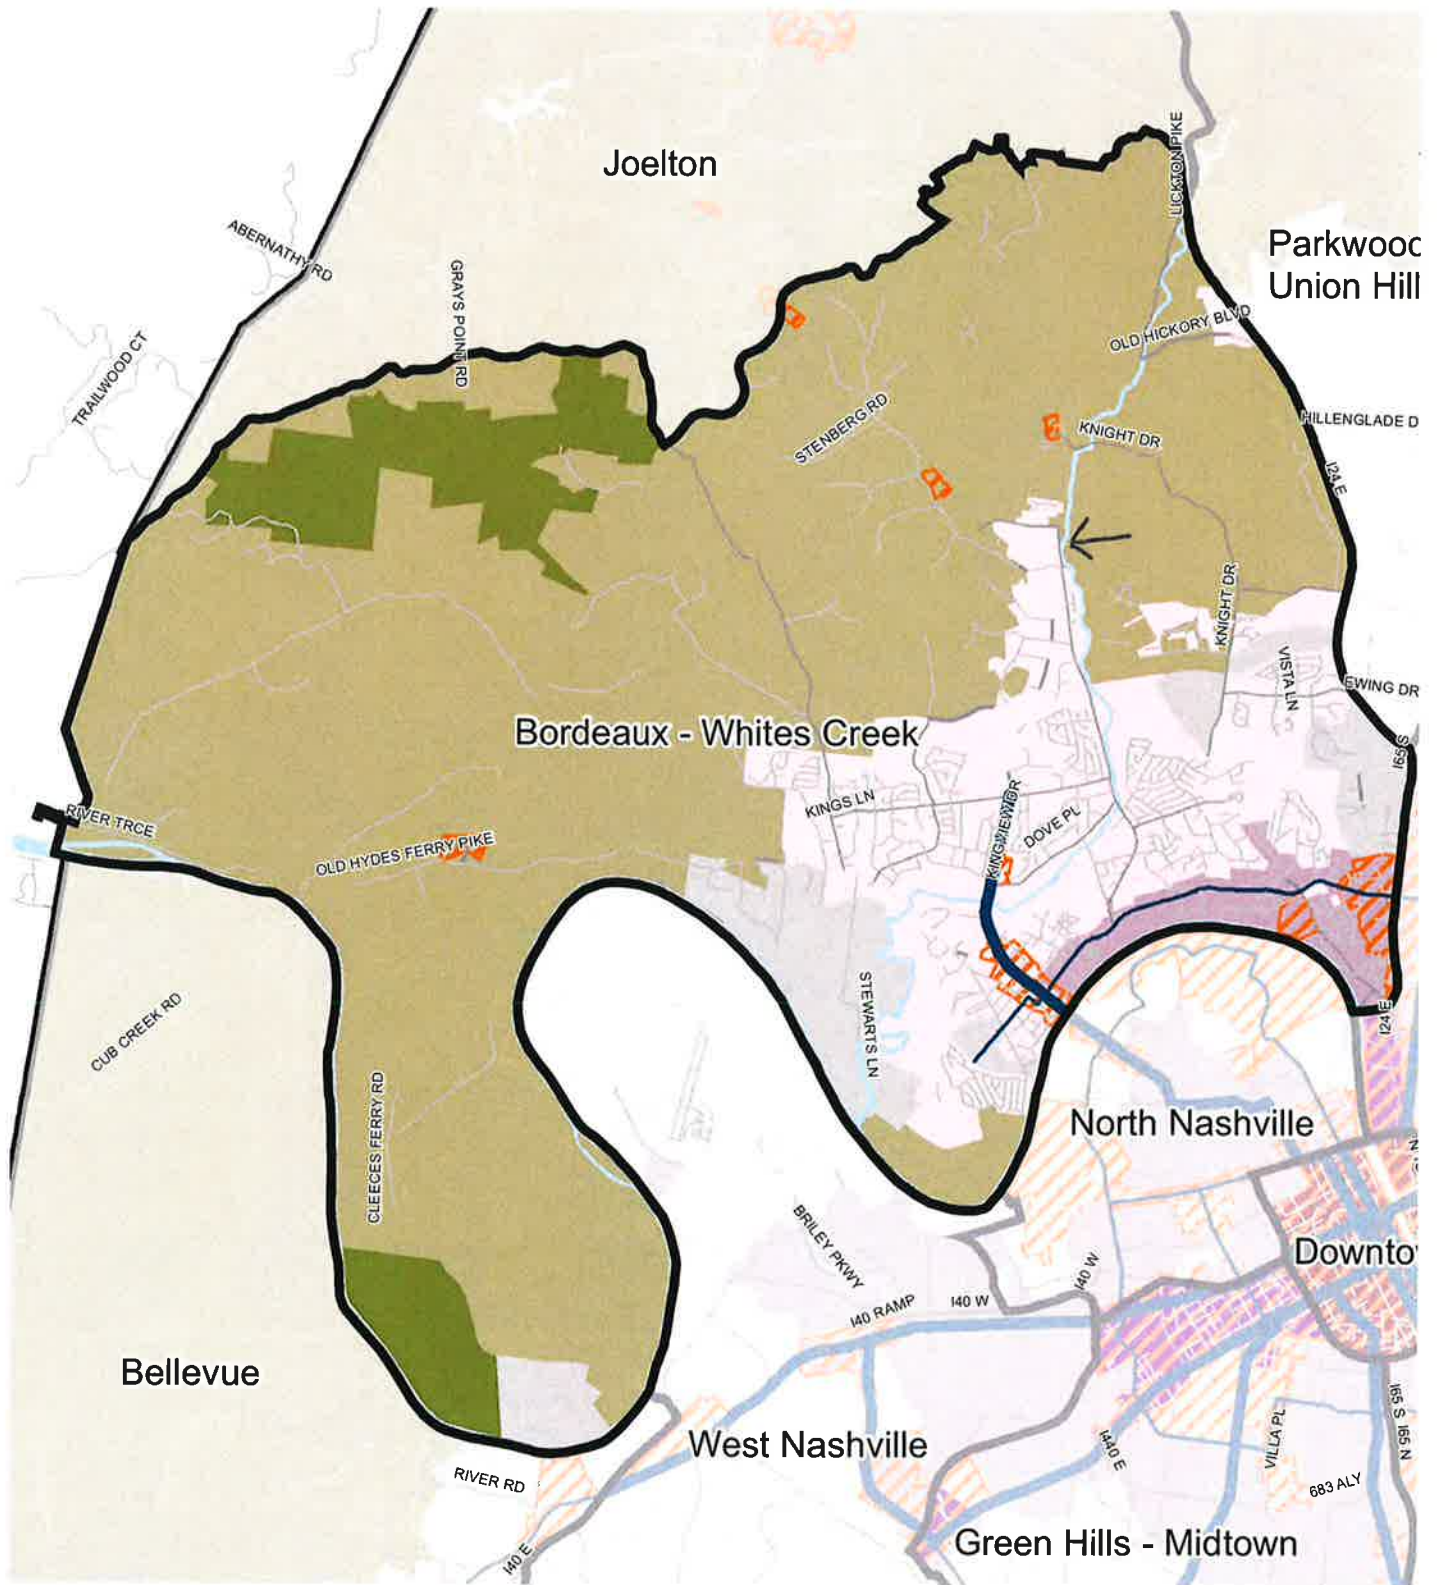 Joelton
LICKTON PIKE
ABERNATHY RD
Parkwood
Union Hill
GRAYS POINT RD
OLD HICKORY BLVD
TRAILWOOD CT
STENBERG RD
KNIGHT DR
HILLENGLADE D
I24 E
KNIGHT DR
VISTA LN
EWING DR
Bordeaux - Whites Creek
I65 S
KINGS LN
KINGVIEW DR
DOVE PL
RIVER TRCE
OLD HYDES FERRY PIKE
STEWARTS LN
CUB CREEK RD
I24 E
CLEECES FERRY RD
North Nashville
BRILEY PKWY
Downto
I40 W
I40 RAMP
I40 W
Bellevue
West Nashville
I65 S
I65 N
VILLA PL
I440 E
RIVER RD
683 ALY
I40 E
Green Hills - Midtown